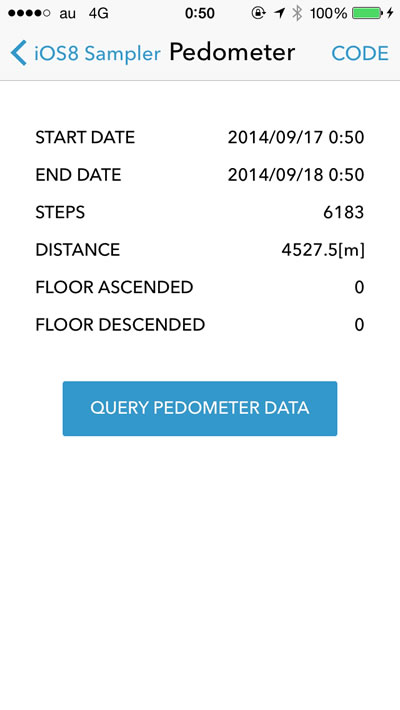 au 4G 0:50 100%
iOS8 Sampler Pedometer CODE
START DATE 2014/09/17 0:50
END DATE 2014/09/18 0:50
STEPS 6183
DISTANCE 4527.5[m]
FLOOR ASCENDED 0
FLOOR DESCENDED 0
QUERY PEDOMETER DATA